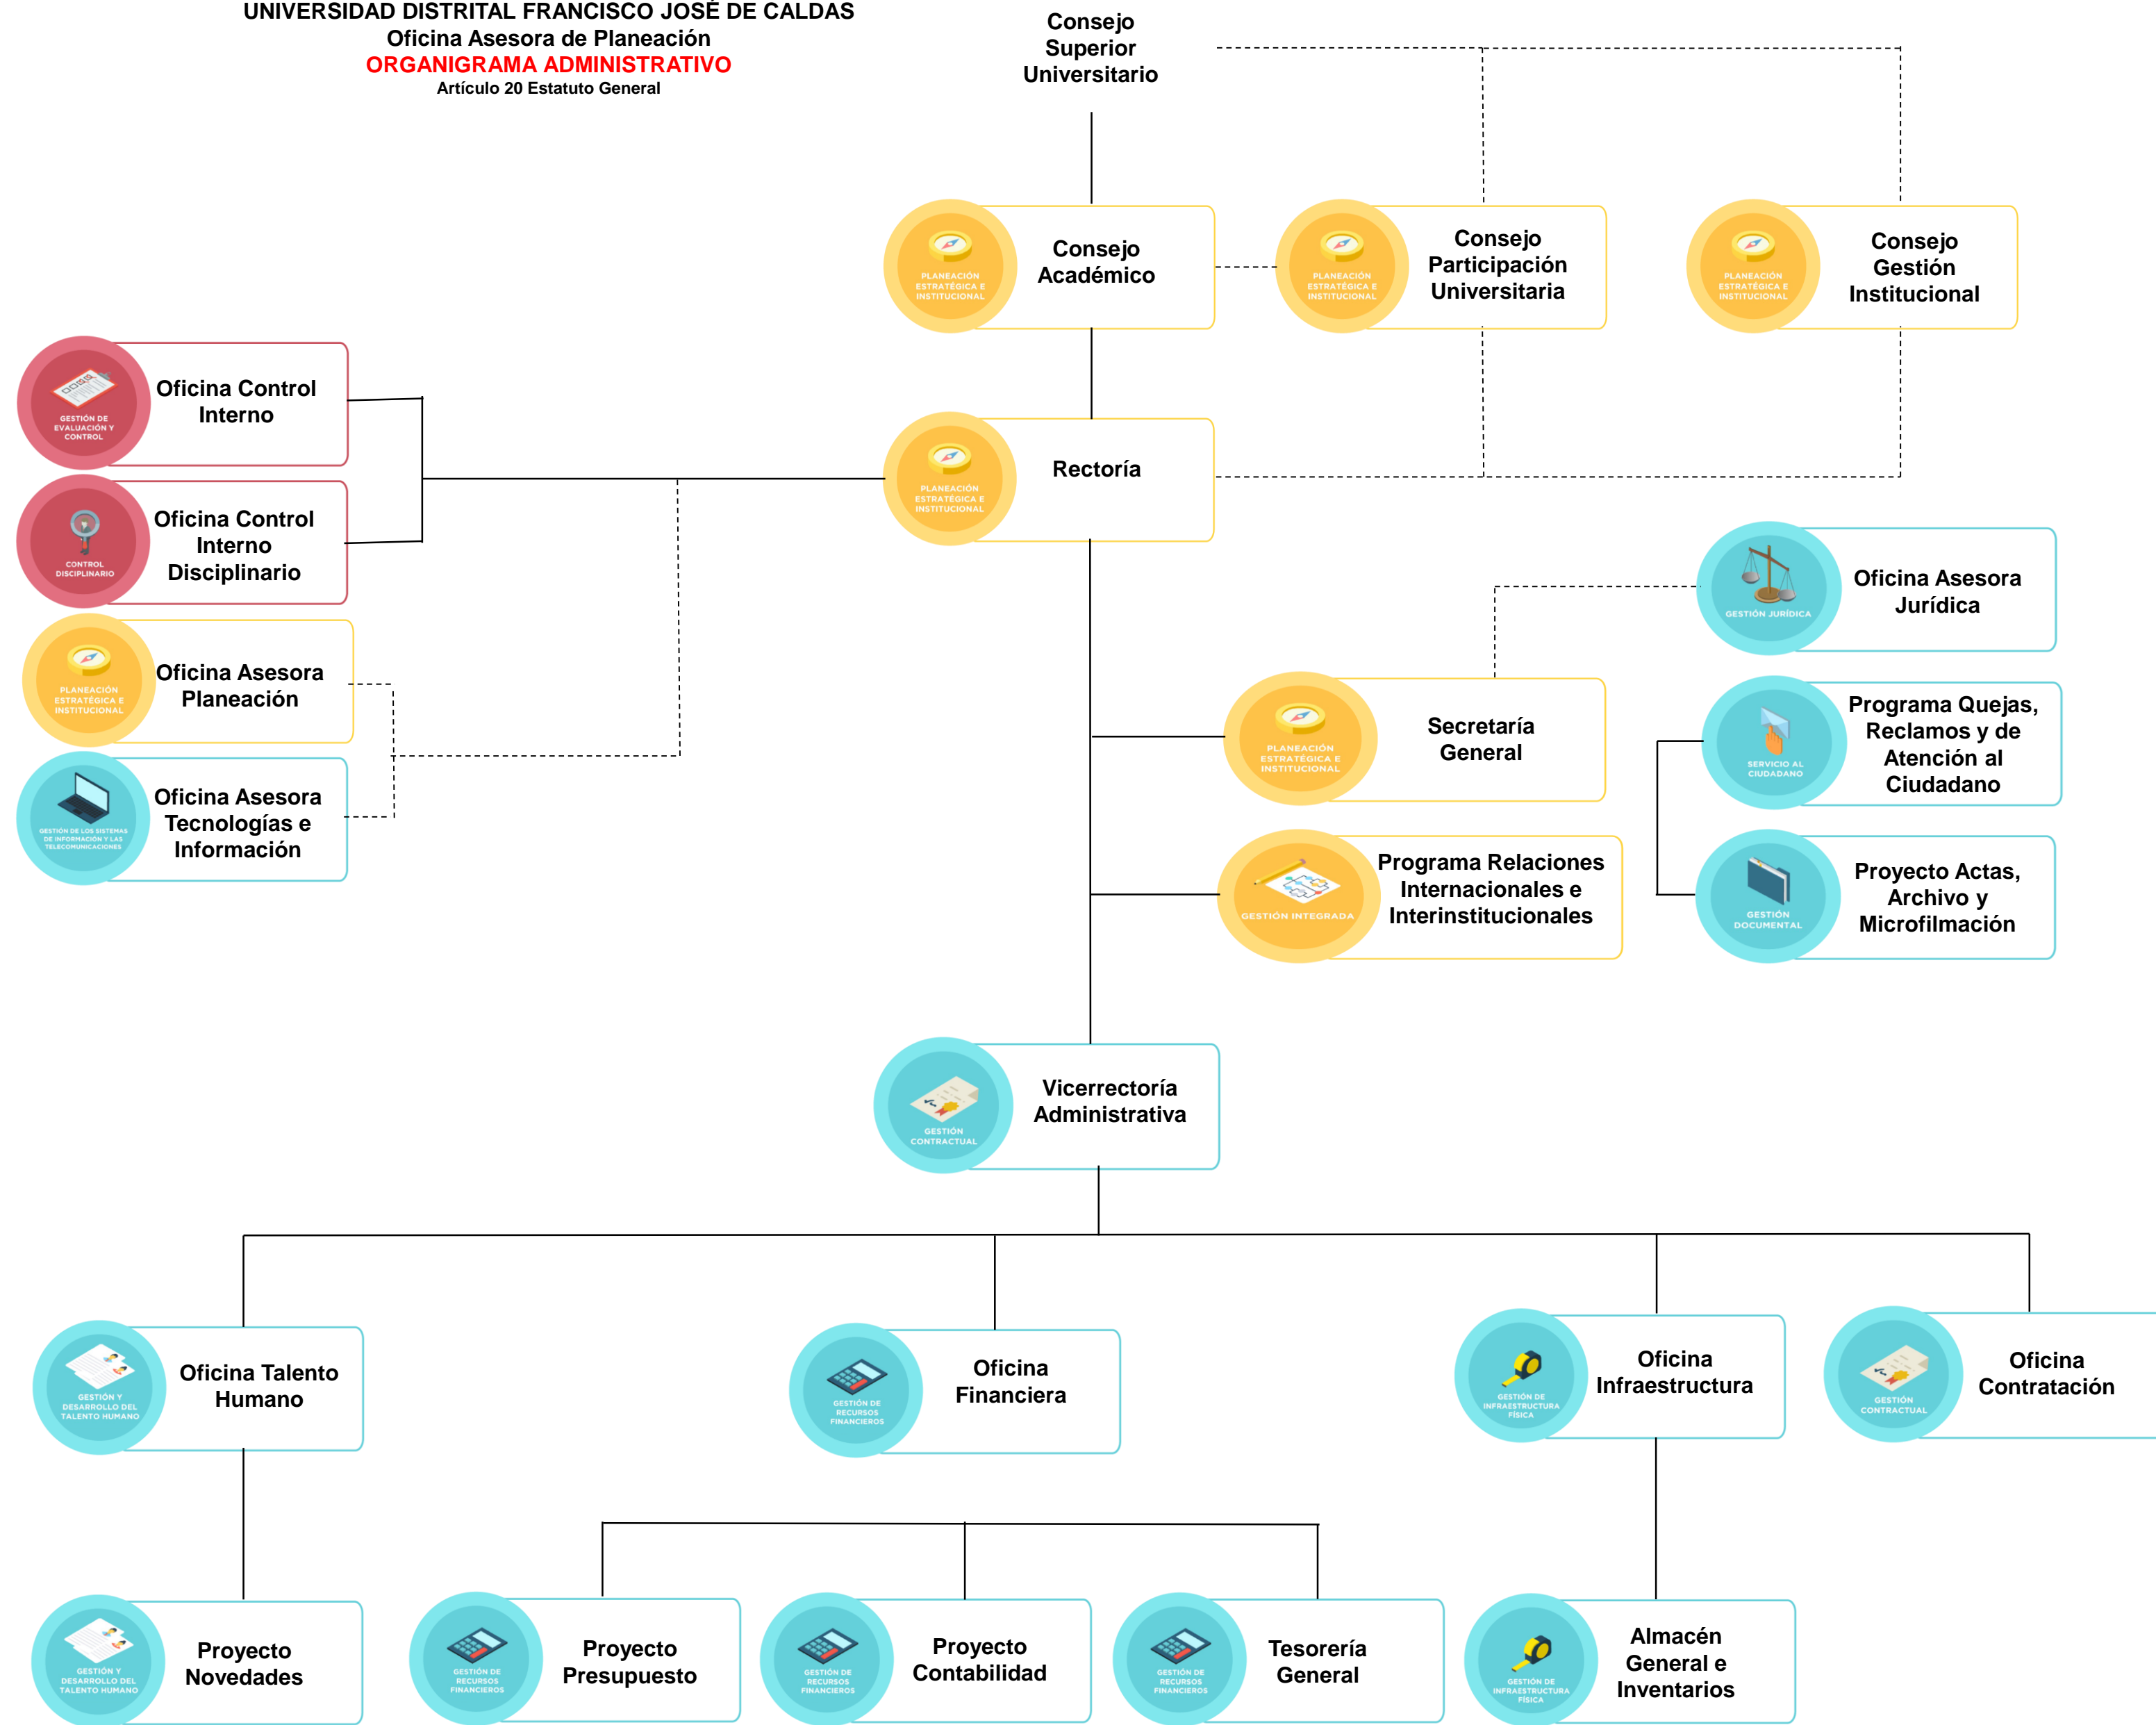 UNIVERSIDAD DISTRITAL FRANCISCO JOSÉ DE CALDAS
Oficina Asesora de Planeación
ORGANIGRAMA ADMINISTRATIVO
Artículo 20 Estatuto General
Consejo
Superior
Universitario
PLANEACIÓN
ESTRATÉGICA E
INSTITUCIONAL
Consejo
Académico
PLANEACIÓN
ESTRATÉGICA E
INSTITUCIONAL
Consejo
Participación
Universitaria
PLANEACIÓN
ESTRATÉGICA E
INSTITUCIONAL
Consejo
Gestión
Institucional
GESTIÓN DE
EVALUACIÓN Y
CONTROL
Oficina Control
Interno
PLANEACIÓN
ESTRATÉGICA E
INSTITUCIONAL
Rectoría
CONTROL
DISCIPLINARIO
Oficina Control
Interno
Disciplinario
GESTIÓN JURÍDICA
Oficina Asesora
Jurídica
PLANEACIÓN
ESTRATÉGICA E
INSTITUCIONAL
Oficina Asesora
Planeación
PLANEACIÓN
ESTRATÉGICA E
INSTITUCIONAL
Secretaría
General
SERVICIO AL
CIUDADANO
Programa Quejas,
Reclamos y de
Atención al
Ciudadano
GESTIÓN DE LOS SISTEMAS
DE INFORMACIÓN Y LAS
TELECOMUNICACIONES
Oficina Asesora
Tecnologías e
Información
GESTIÓN INTEGRADA
Programa Relaciones
Internacionales e
Interinstitucionales
GESTIÓN
DOCUMENTAL
Proyecto Actas,
Archivo y
Microfilmación
GESTIÓN
CONTRACTUAL
Vicerrectoría
Administrativa
GESTIÓN Y
DESARROLLO DEL
TALENTO HUMANO
Oficina Talento
Humano
GESTIÓN DE
RECURSOS
FINANCIEROS
Oficina
Financiera
GESTIÓN DE
INFRAESTRUCTURA
FÍSICA
Oficina
Infraestructura
GESTIÓN
CONTRACTUAL
Oficina
Contratación
GESTIÓN Y
DESARROLLO DEL
TALENTO HUMANO
Proyecto
Novedades
GESTIÓN DE
RECURSOS
FINANCIEROS
Proyecto
Presupuesto
GESTIÓN DE
RECURSOS
FINANCIEROS
Proyecto
Contabilidad
GESTIÓN DE
RECURSOS
FINANCIEROS
Tesorería
General
GESTIÓN DE
INFRAESTRUCTURA
FÍSICA
Almacén
General e
Inventarios